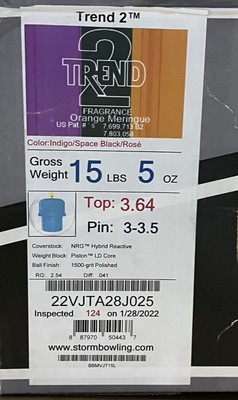 Trend 2™
2
TREND
FRAGRANCE
Orange Meringue
US Pat. #'s 7,699,713 B2
7,803,058
Color:Indigo/Space Black/Rosé
Gross Weight 15 LBS 5 OZ
Top: 3.64
Pin: 3-3.5
Coverstock: NRG™ Hybrid Reactive
Weight Block: Piston™ LD Core
Ball Finish: 1500-grit Polished
RG: 2.54 Diff: .041
22VJTA28J025
Inspected 124 on 1/28/2022
8 87970 50443 7
www.stormbowling.com
BBMVJT15L